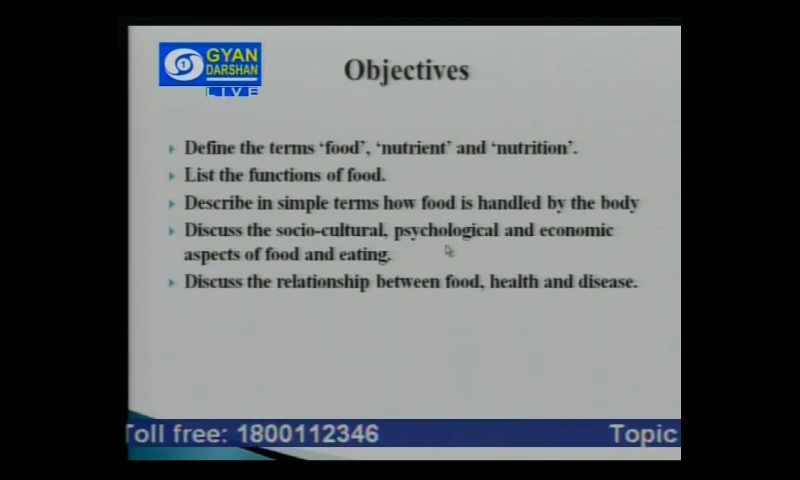 GYAN
DARSHAN
1
LIVE
Objectives
Define the terms ‘food’, ‘nutrient’ and ‘nutrition’.
List the functions of food.
Describe in simple terms how food is handled by the body
Discuss the socio-cultural, psychological and economic
aspects of food and eating.
Discuss the relationship between food, health and disease.
Toll free: 1800112346 Topic